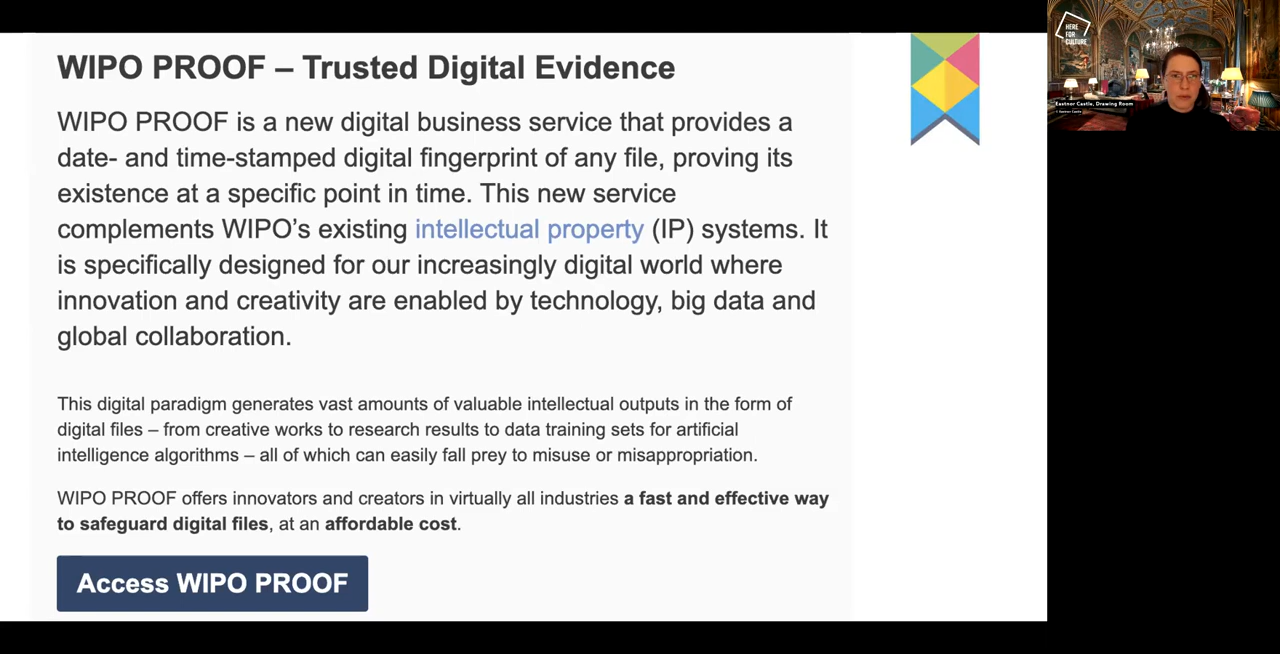 WIPO PROOF – Trusted Digital Evidence
WIPO PROOF is a new digital business service that provides a
date- and time-stamped digital fingerprint of any file, proving its
existence at a specific point in time. This new service
complements WIPO’s existing intellectual property (IP) systems. It
is specifically designed for our increasingly digital world where
innovation and creativity are enabled by technology, big data and
global collaboration.
This digital paradigm generates vast amounts of valuable intellectual outputs in the form of
digital files – from creative works to research results to data training sets for artificial
intelligence algorithms – all of which can easily fall prey to misuse or misappropriation.
WIPO PROOF offers innovators and creators in virtually all industries a fast and effective way
to safeguard digital files, at an affordable cost.
Access WIPO PROOF
HERE
FOR
CULTURE
Eastnor Castle, Drawing Room